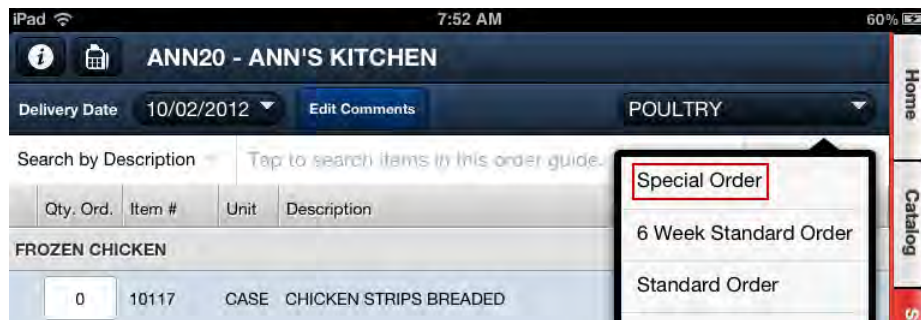 iPad 7:52 AM 60%
ANN20 - ANN'S KITCHEN
Delivery Date 10/02/2012 Edit Comments POULTRY
Search by Description Tap to search items in this order guide.
Special Order
Qty. Ord. Item # Unit Description
6 Week Standard Order
FROZEN CHICKEN
Standard Order
0 10117 CASE CHICKEN STRIPS BREADED
Home
Catalog
S